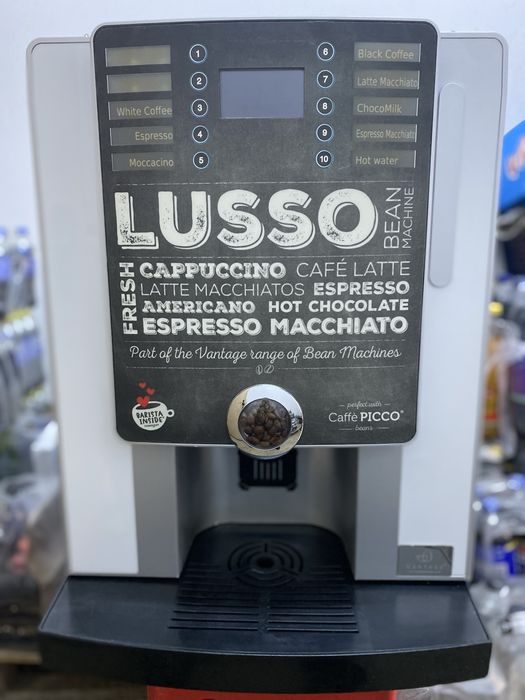 1
2
White Coffee 3
Espresso 4
Moccacino 5
6 Black Coffee
7 Latte Macchiato
8 ChocoMilk
9 Espresso Macchiato
10 Hot water
LUSSO
BEAN
MACHINE
FRESH
CAPPUCCINO CAFÉ LATTE
LATTE MACCHIATOS ESPRESSO
AMERICANO HOT CHOCOLATE
ESPRESSO MACCHIATO
Part of the Vantage range of Bean Machines
BARISTA
INSIDE
perfect with
Caffè PICCO®
beans
VANTAGE